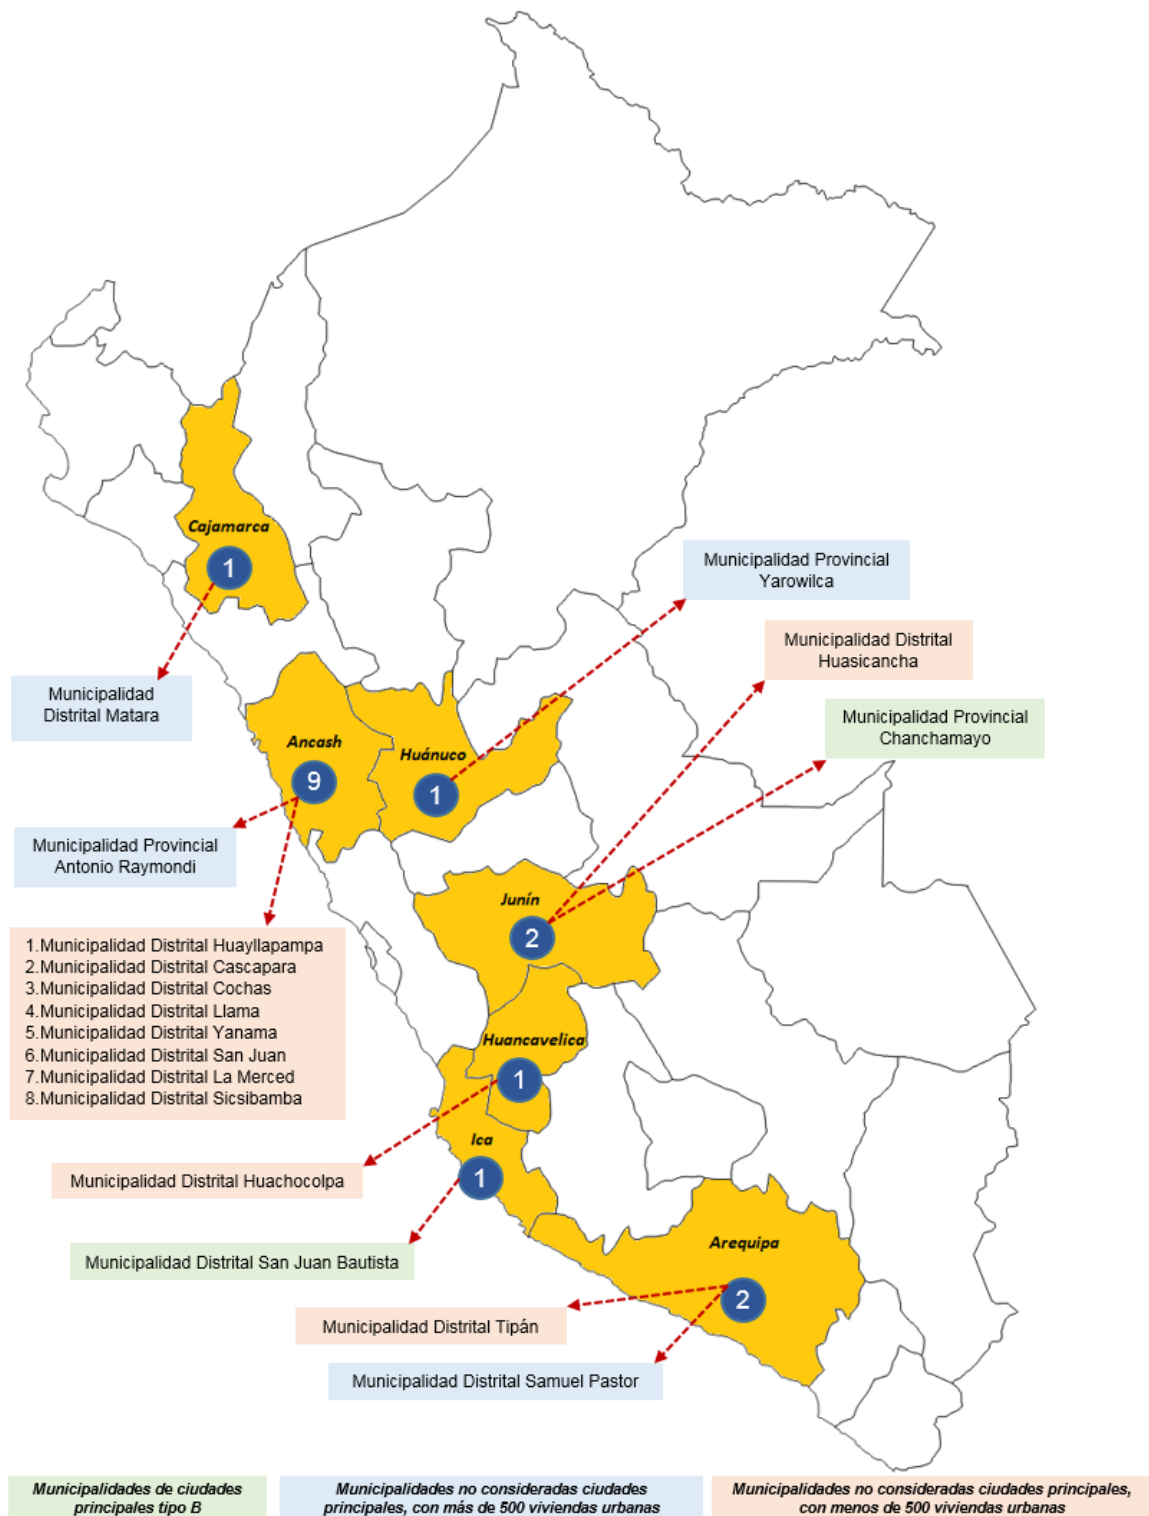 Cajamarca
1
Municipalidad Provincial
Yarowilca
Municipalidad Distrital
Huasicancha
Municipalidad
Distrital Matara
Municipalidad Provincial
Chanchamayo
Ancash
9
Huánuco
1
Municipalidad Provincial
Antonio Raymondi
Junín
2
1.Municipalidad Distrital Huayllapampa
2.Municipalidad Distrital Cascapara
3.Municipalidad Distrital Cochas
4.Municipalidad Distrital Llama
5.Municipalidad Distrital Yanama
6.Municipalidad Distrital San Juan
7.Municipalidad Distrital La Merced
8.Municipalidad Distrital Sicsibamba
Huancavelica
1
Ica
1
Municipalidad Distrital Huachocolpa
Municipalidad Distrital San Juan Bautista
Arequipa
2
Municipalidad Distrital Tipán
Municipalidad Distrital Samuel Pastor
Municipalidades de ciudades
principales tipo B
Municipalidades no consideradas ciudades
principales, con más de 500 viviendas urbanas
Municipalidades no consideradas ciudades principales,
con menos de 500 viviendas urbanas